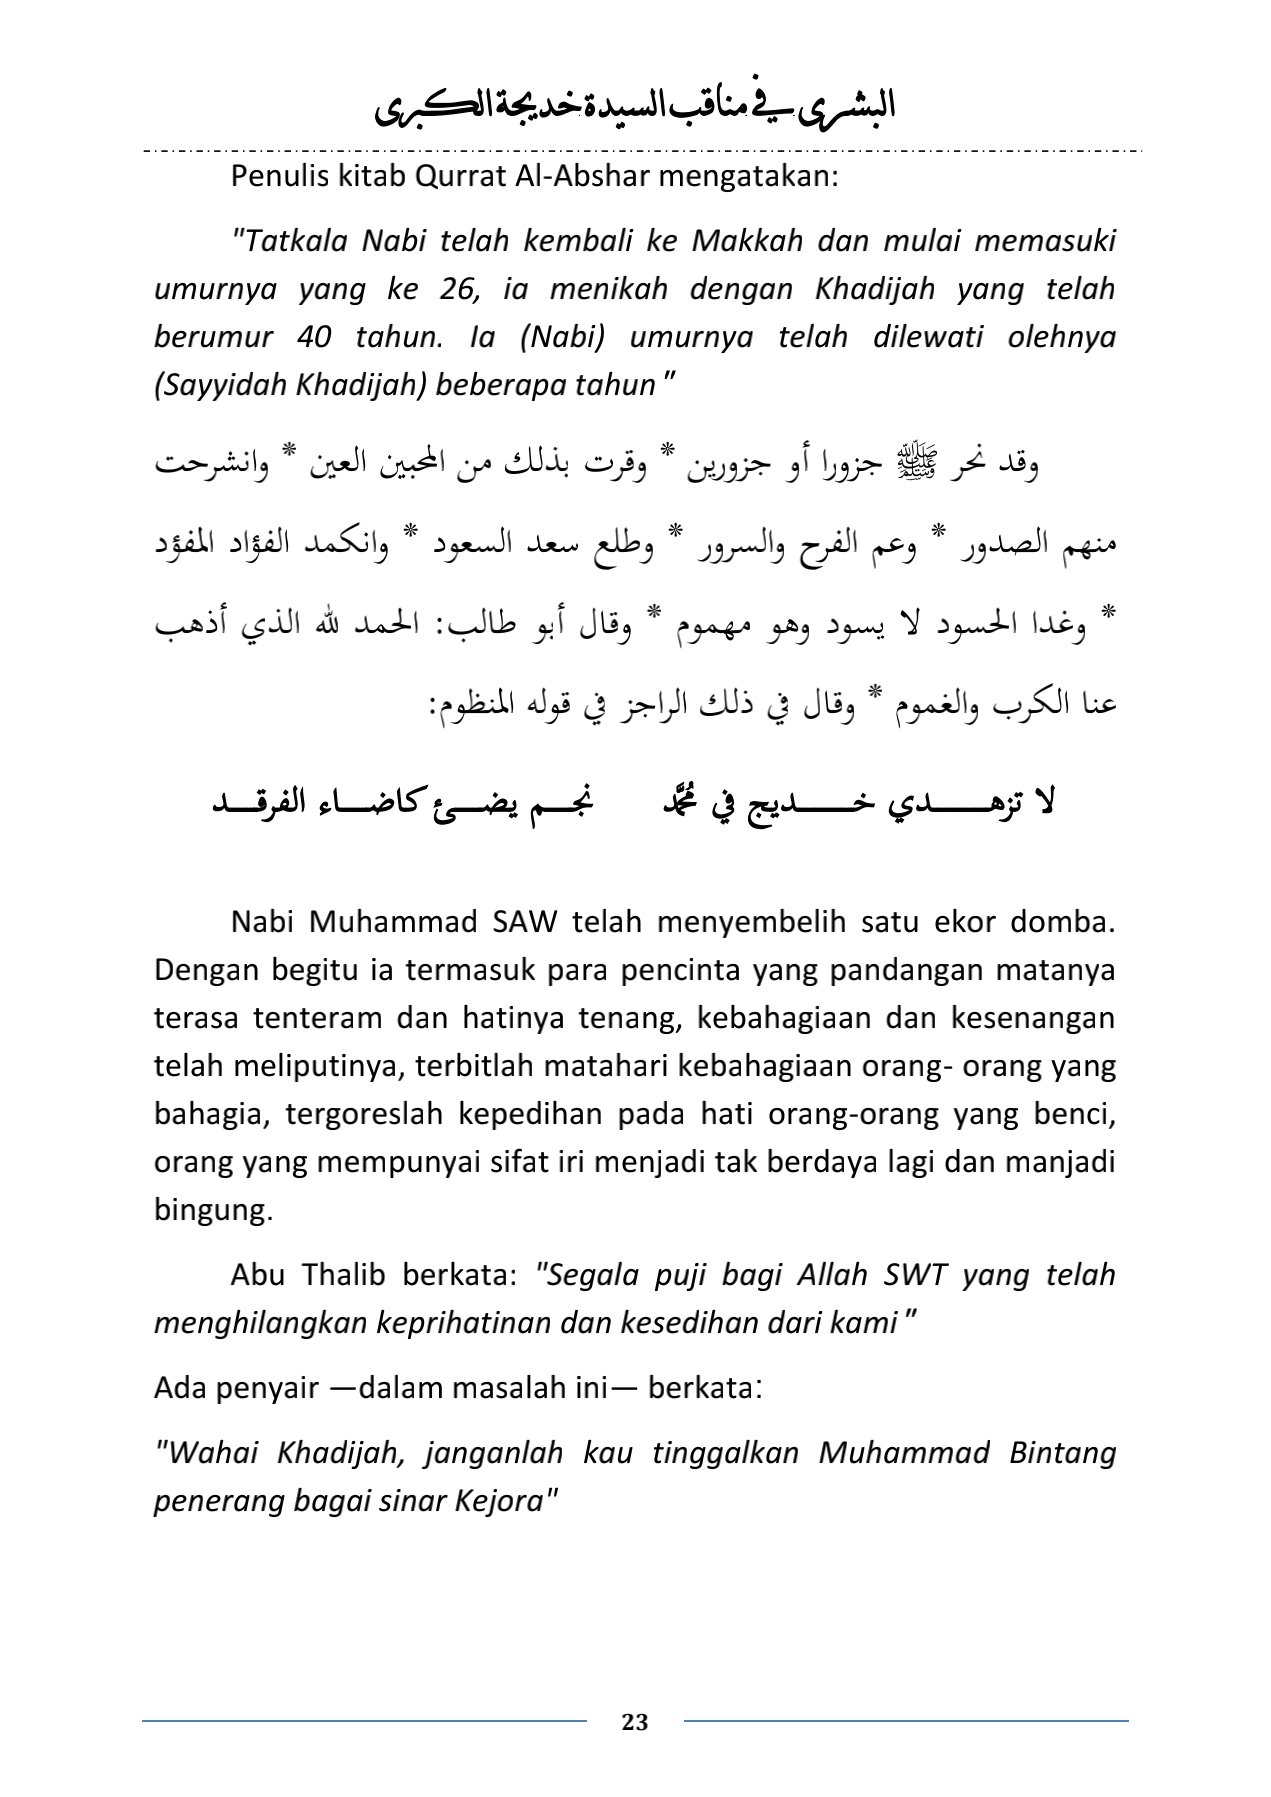 البشرى في مناقب السيدة خديجة الكبرى
Penulis kitab Qurrat Al-Abshar mengatakan:
"Tatkala Nabi telah kembali ke Makkah dan mulai memasuki
umurnya yang ke 26, ia menikah dengan Khadijah yang telah
berumur 40 tahun. Ia (Nabi) umurnya telah dilewati olehnya
(Sayyidah Khadijah) beberapa tahun"
وقد نحر ﷺ جزورا أو جزورين * وقرت بذلك من المحبين العين * وانشرحت
منهم الصدور * وعم الفرح والسرور * وطلع سعد السعود * وانكمد الفؤاد المفؤد
* وغدا الحسود لا يسود وهو مهموم * وقال أبو طالب: الحمد لله الذي أذهب
عنا الكرب والغموم * وقال في ذلك الراجز في قوله المنظوم:
لا تزهـــــــدي خـــــــديج في مُحَمَّد نجـــم يضـــئ كاضـــاء الفرقـــد
Nabi Muhammad SAW telah menyembelih satu ekor domba.
Dengan begitu ia termasuk para pencinta yang pandangan matanya
terasa tenteram dan hatinya tenang, kebahagiaan dan kesenangan
telah meliputinya, terbitlah matahari kebahagiaan orang- orang yang
bahagia, tergoreslah kepedihan pada hati orang-orang yang benci,
orang yang mempunyai sifat iri menjadi tak berdaya lagi dan manjadi
bingung.
Abu Thalib berkata: "Segala puji bagi Allah SWT yang telah
menghilangkan keprihatinan dan kesedihan dari kami"
Ada penyair —dalam masalah ini— berkata:
"Wahai Khadijah, janganlah kau tinggalkan Muhammad Bintang
penerang bagai sinar Kejora"
23